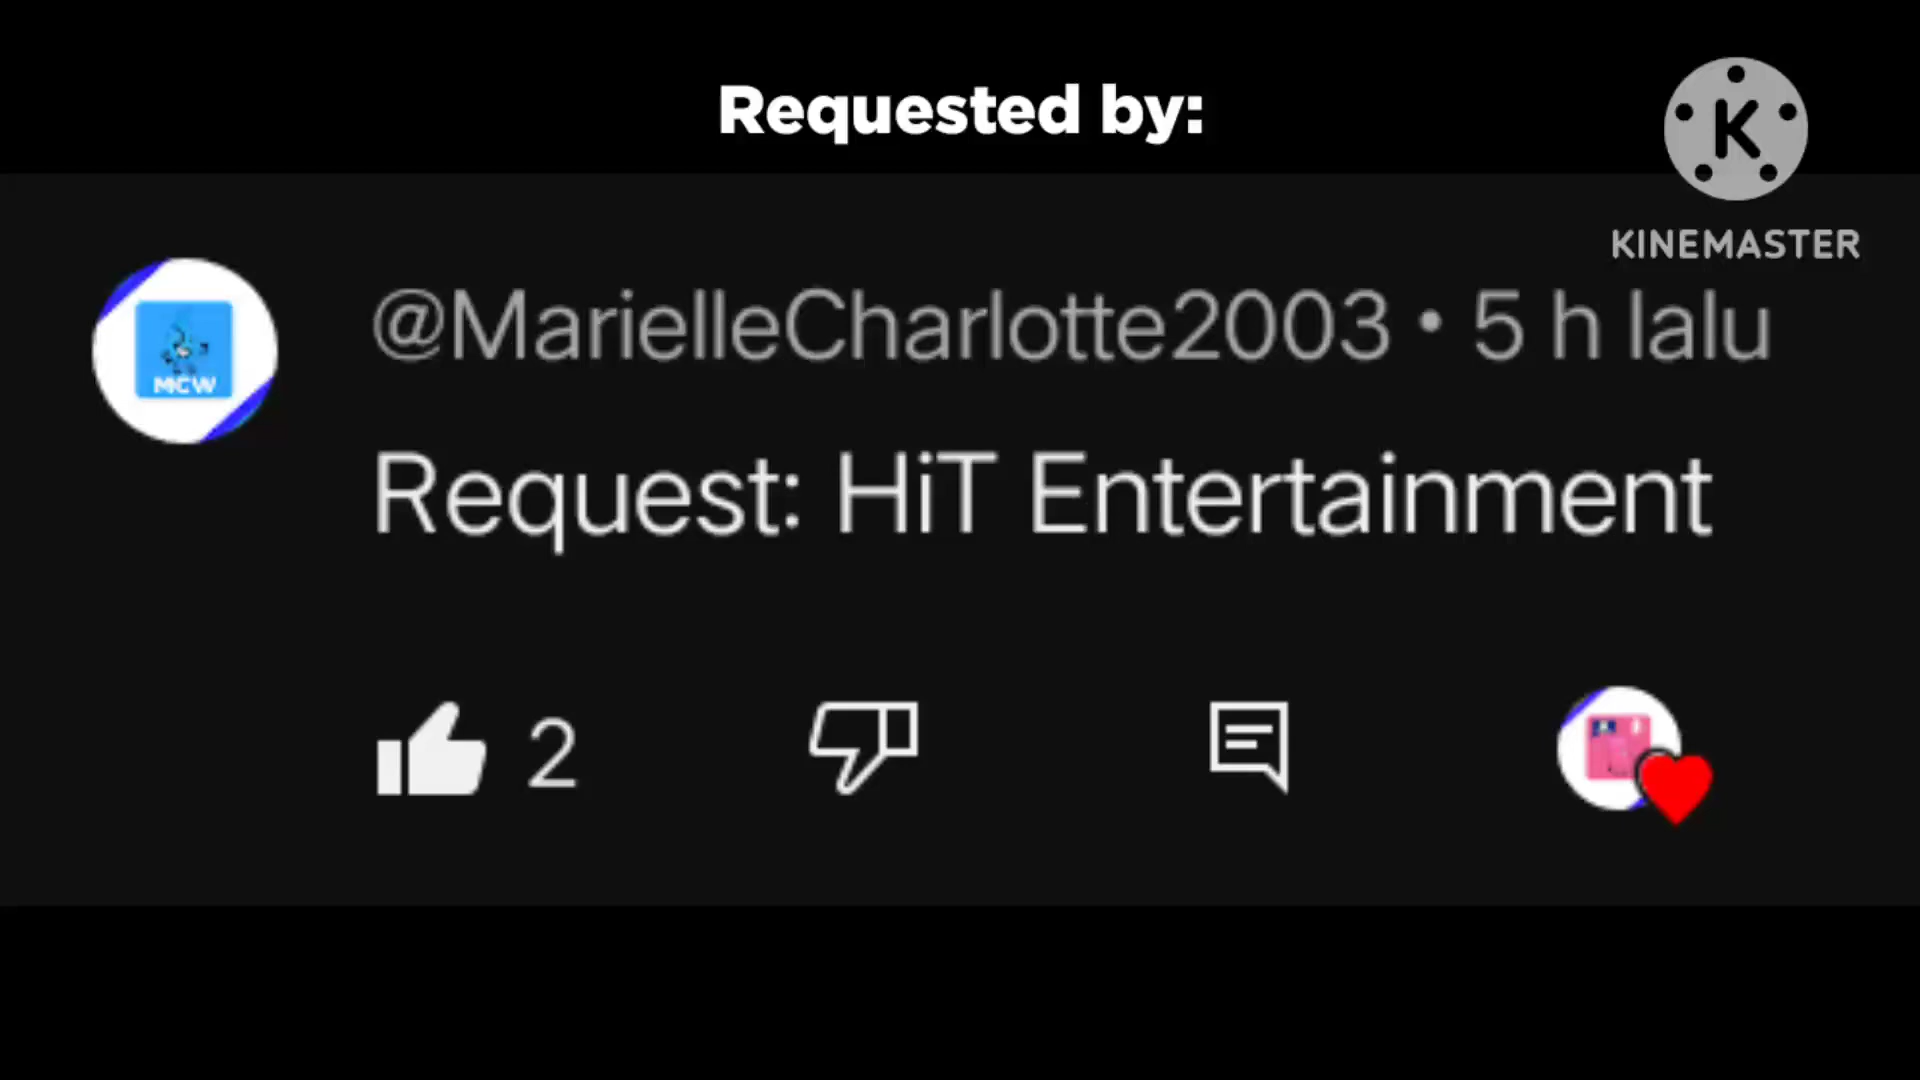 Requested by:
K
KINEMASTER
@MarielleCharlotte2003 • 5 h lalu
MCW
Request: HiT Entertainment
2